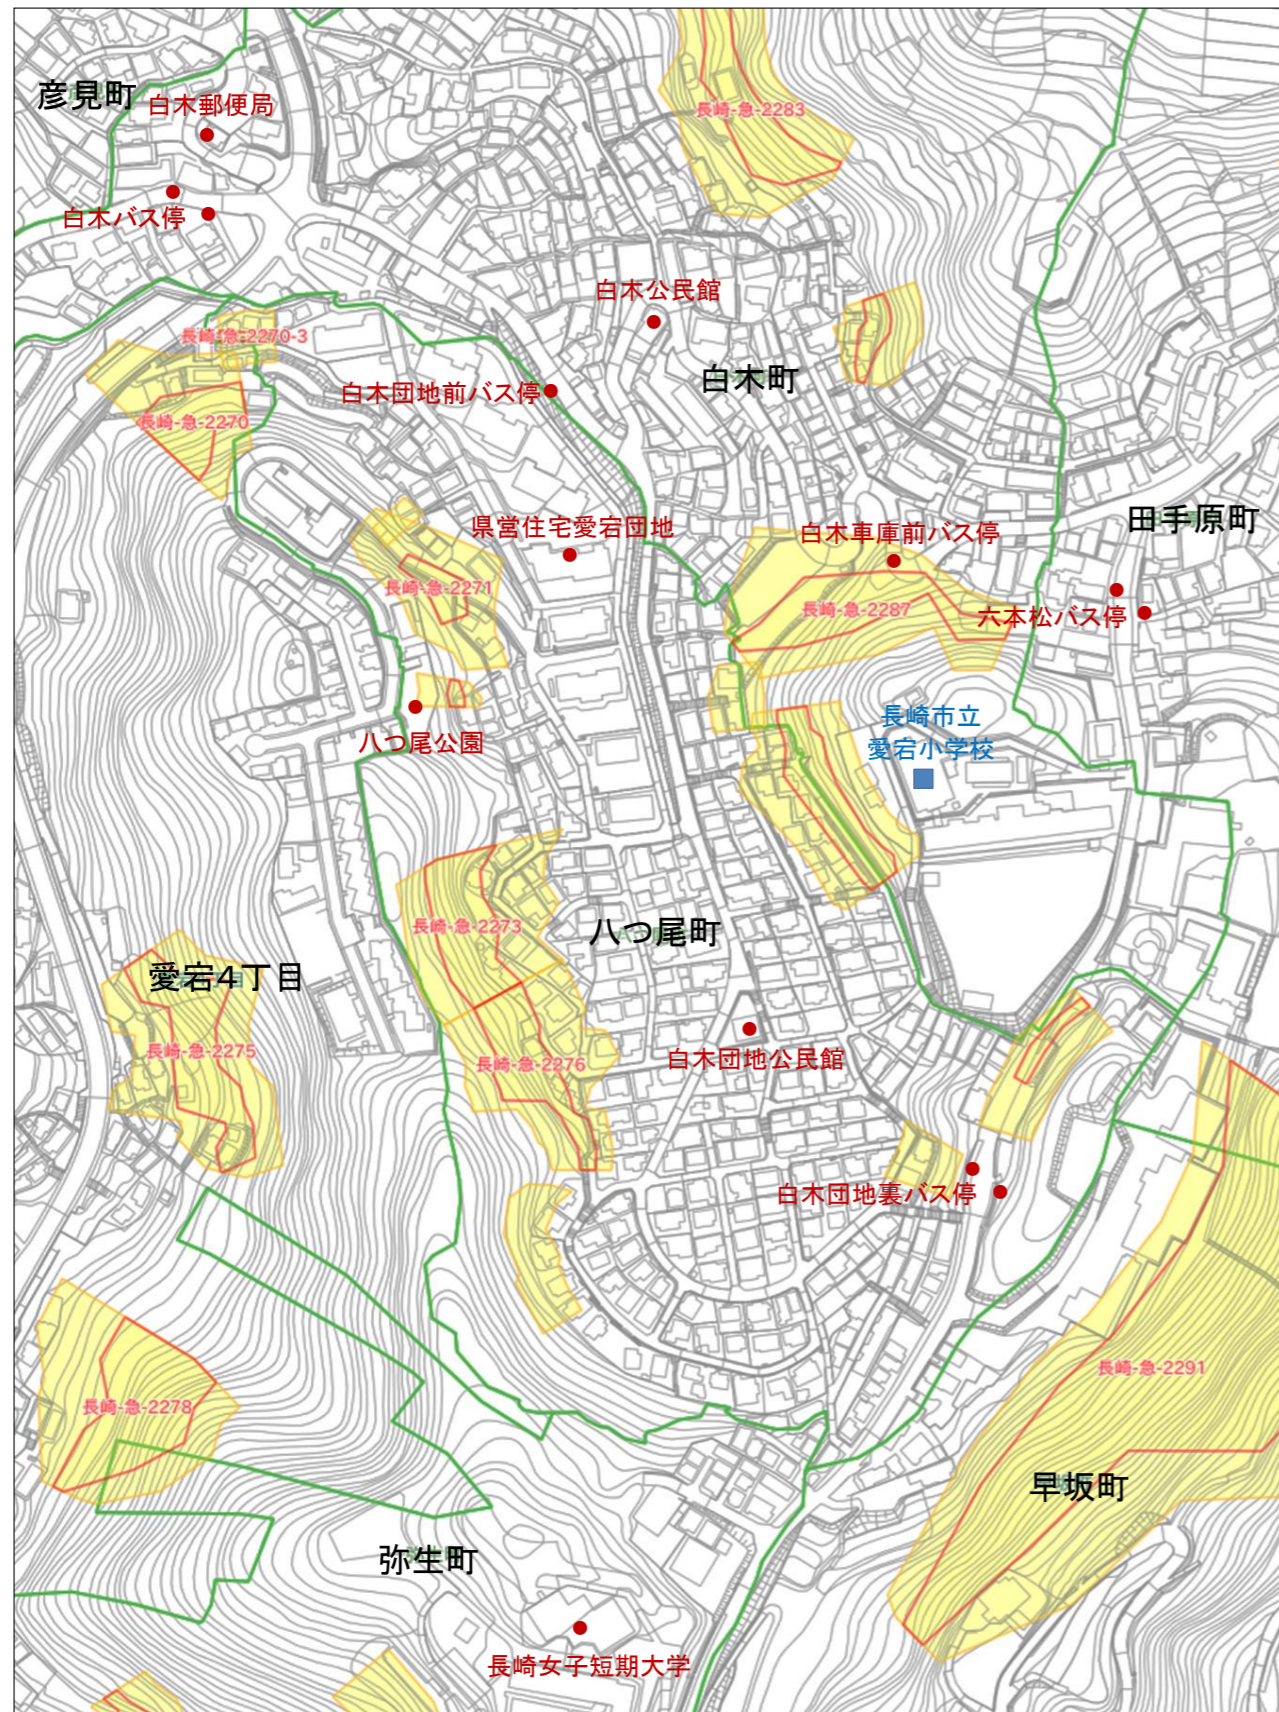 彦見町
白木郵便局
長崎-急-2283
白木バス停
白木公民館
長崎-急-2270-3
白木団地前バス停
白木町
長崎-急-2270
県営住宅愛宕団地
白木車庫前バス停
田手原町
長崎-急-2271
長崎-急-2287
六本松バス停
八つ尾公園
長崎市立
愛宕小学校
長崎-急-2273
八つ尾町
愛宕4丁目
長崎-急-2275
長崎-急-2276
白木団地公民館
白木団地裏バス停
長崎-急-2291
長崎-急-2278
早坂町
弥生町
長崎女子短期大学